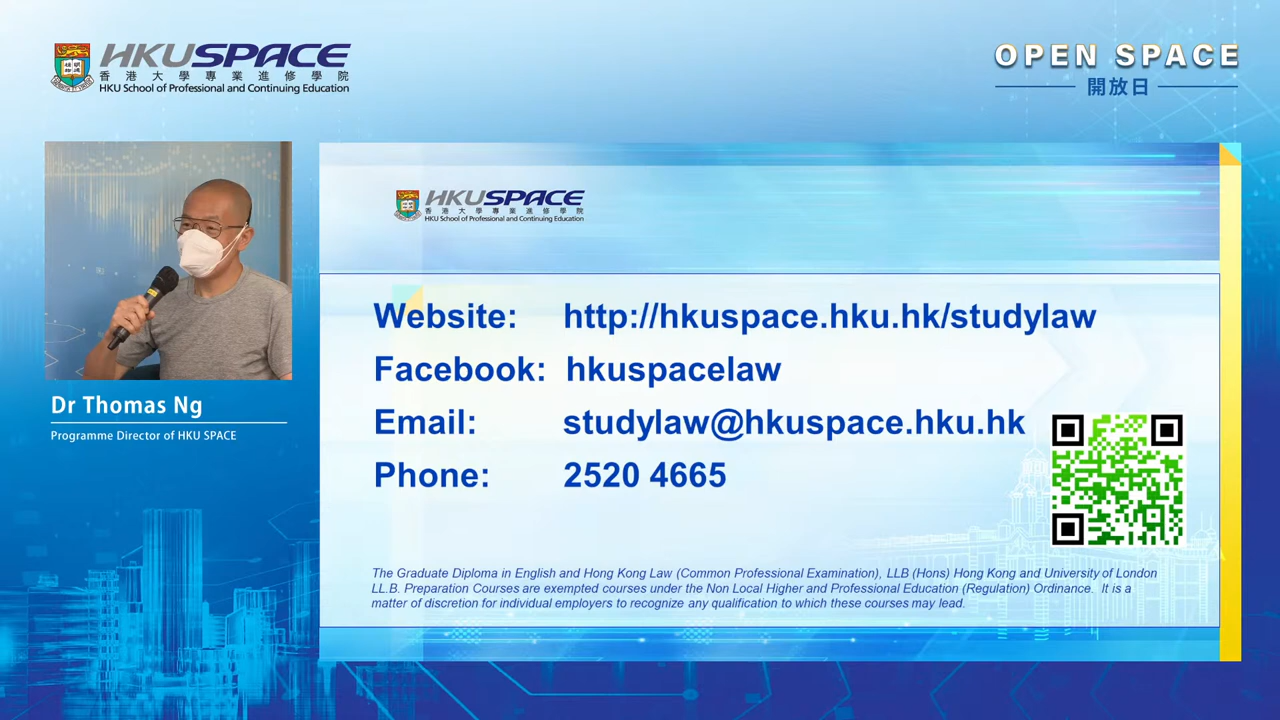 HKUSPACE
香港大學專業進修學院
HKU School of Professional and Continuing Education
OPEN SPACE
開放日
Dr Thomas Ng
Programme Director of HKU SPACE
HKUSPACE
香港大學專業進修學院
HKU School of Professional and Continuing Education
Website: http://hkuspace.hku.hk/studylaw
Facebook: hkuspacelaw
Email: studylaw@hkuspace.hku.hk
Phone: 2520 4665
The Graduate Diploma in English and Hong Kong Law (Common Professional Examination), LLB (Hons) Hong Kong and University of London
LL.B. Preparation Courses are exempted courses under the Non Local Higher and Professional Education (Regulation) Ordinance. It is a
matter of discretion for individual employers to recognize any qualification to which these courses may lead.